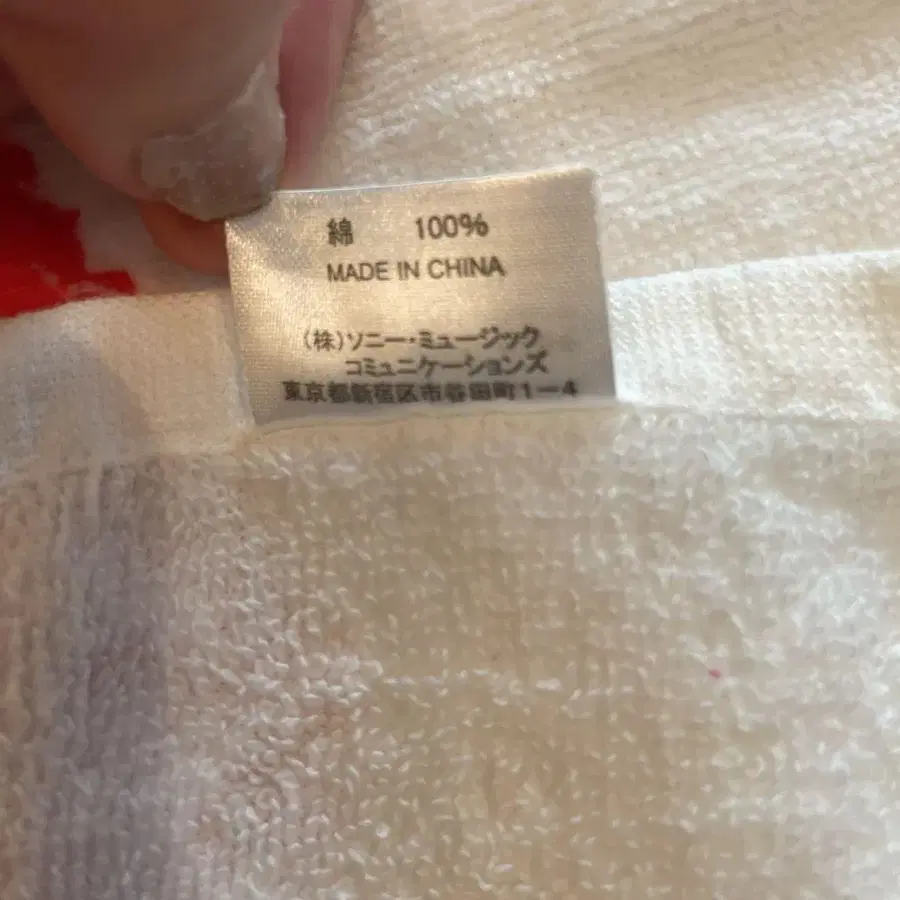 綿 100%
MADE IN CHINA
(株)ソニー・ミュージック
コミュニケーションズ
東京都新宿区市谷田町1-4